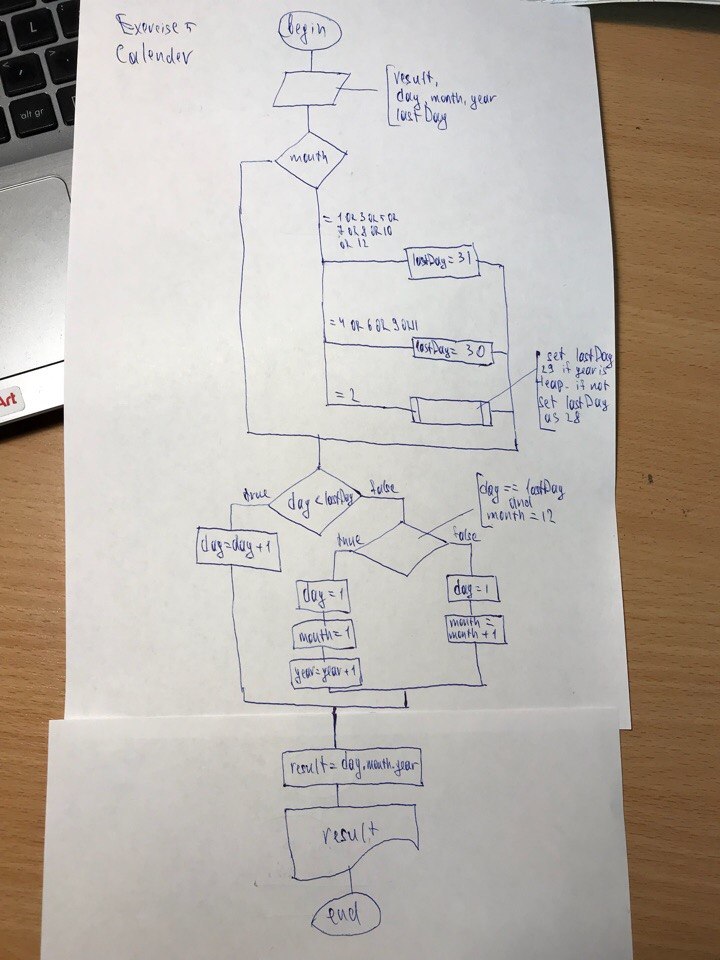 Exercise 5
Calender
begin
result,
day, month, year
lastDay
month
= 1 OR 3 OR 5 OR
7 OR 8 OR 10
OR 12
lastDay = 31
= 4 OR 6 OR 9 OR 11
lastDay = 30
= 2
set lastDay
29 if year is
leap. if not
set lastDay
as 28
day < lastDay
true
false
day = day + 1
day == lastDay
and
month = 12
true
false
day = 1
month = 1
year = year + 1
day = 1
month =
month + 1
result = day.month.year
result
end
alt gr
Art